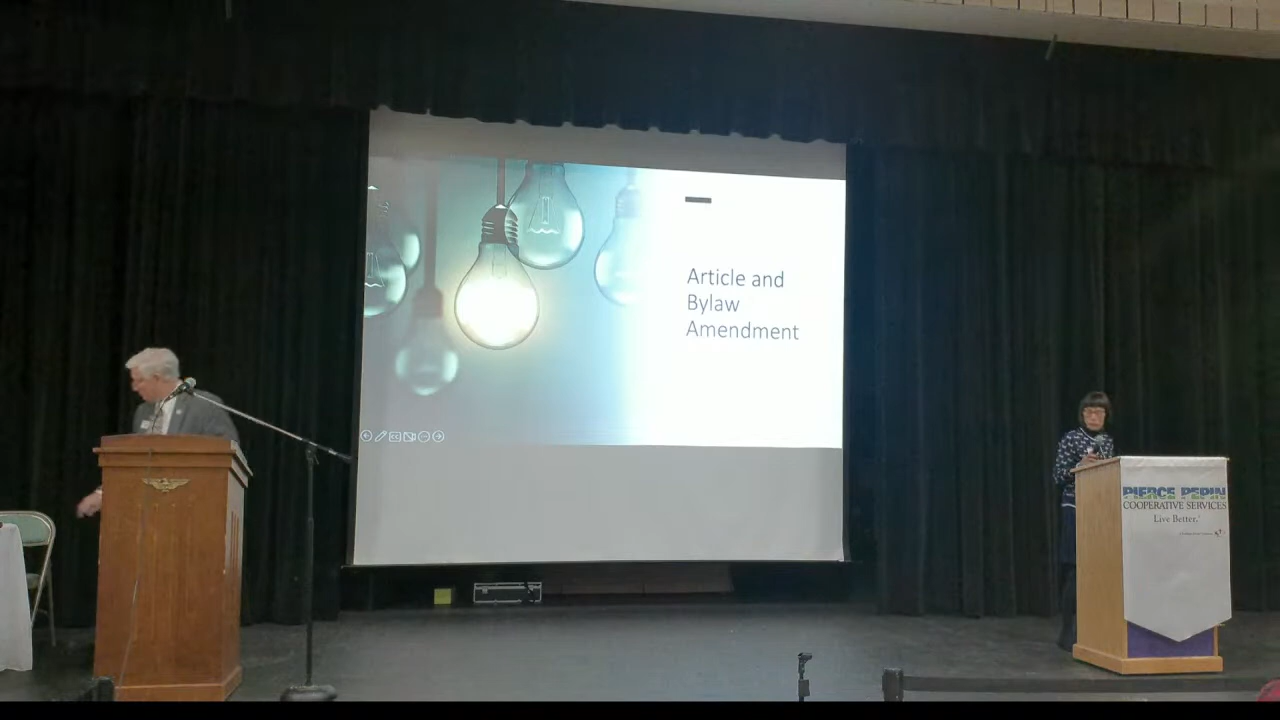 Article and
Bylaw
Amendment
PIERCE PEPIN
COOPERATIVE SERVICES
Live Better.